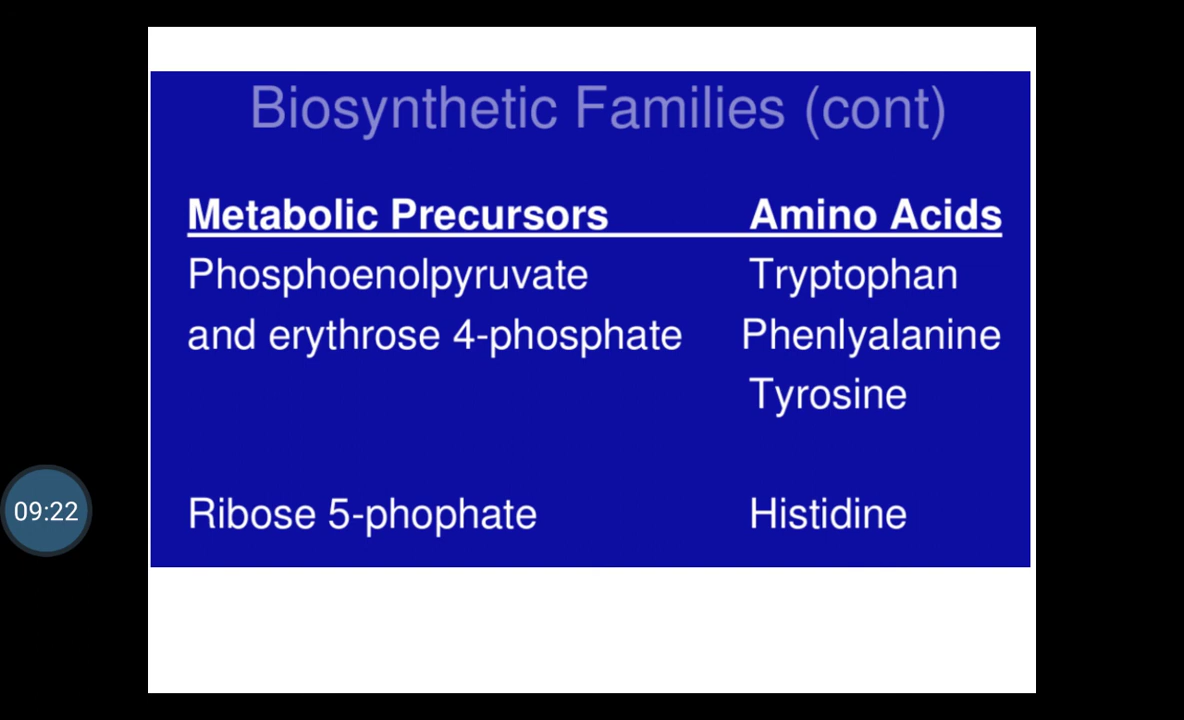 Biosynthetic Families (cont)
Metabolic Precursors Amino Acids
Phosphoenolpyruvate Tryptophan
and erythrose 4-phosphate Phenlyalanine
Tyrosine
09:22
Ribose 5-phophate Histidine